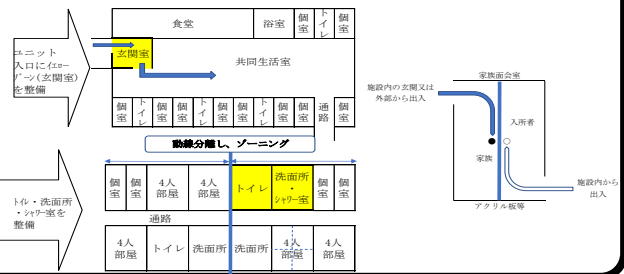 食堂
浴室
個室
トイレ
個室
ユニット
入口にイエロー
ゾーン(玄関室)
を整備
玄関室
共同生活室
個室
トイレ
個室
個室
トイレ
個室
個室
トイレ
個室
通路
個室
動線分離し、ゾーニング
個室
個室
4人部屋
4人部屋
トイレ
洗面所・シャワー室
個室
個室
トイレ・洗面所
・シャワー室を
整備
通路
4人部屋
トイレ
洗面所
洗面所
4人部屋
4人部屋
家族面会室
施設内の玄関又は
外部から出入
入所者
家族
施設内から
出入
アクリル板等